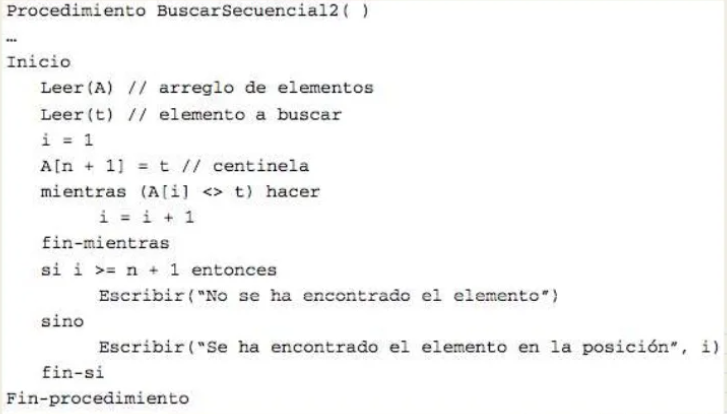 Procedimiento BuscarSecuencial2( )
…
Inicio
Leer(A) // arreglo de elementos
Leer(t) // elemento a buscar
i = 1
A[n + 1] = t // centinela
mientras (A[i] <> t) hacer
i = i + 1
fin-mientras
si i >= n + 1 entonces
Escribir("No se ha encontrado el elemento")
sino
Escribir("Se ha encontrado el elemento en la posición", i)
fin-si
Fin-procedimiento